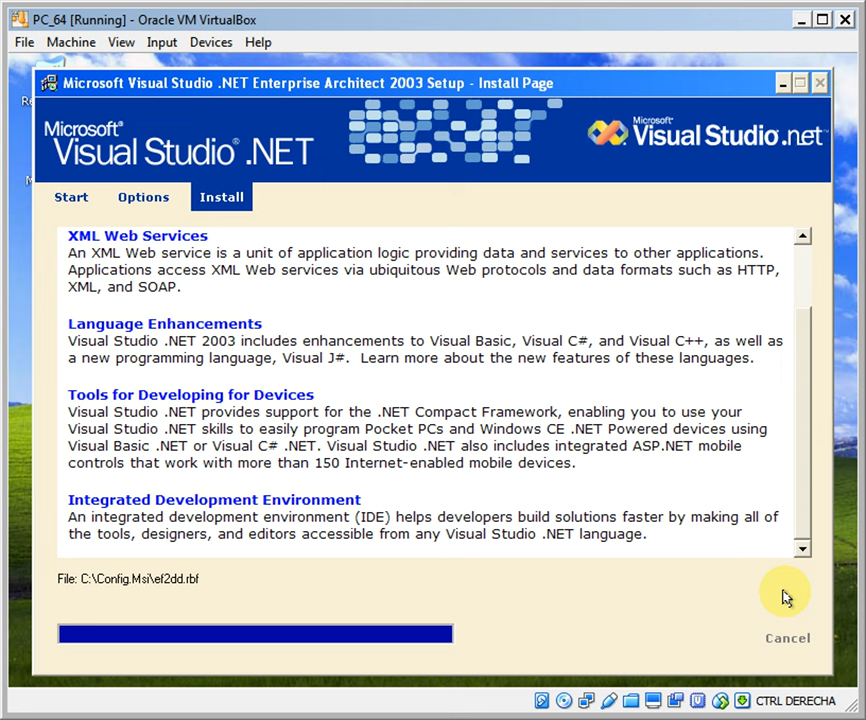 PC_64 [Running] - Oracle VM VirtualBox
File Machine View Input Devices Help
Microsoft Visual Studio .NET Enterprise Architect 2003 Setup - Install Page
Microsoft®
Visual Studio® .NET
Microsoft®
Visual Studio.net™
Start Options Install
XML Web Services
An XML Web service is a unit of application logic providing data and services to other applications.
Applications access XML Web services via ubiquitous Web protocols and data formats such as HTTP,
XML, and SOAP.
Language Enhancements
Visual Studio .NET 2003 includes enhancements to Visual Basic, Visual C#, and Visual C++, as well as
a new programming language, Visual J#. Learn more about the new features of these languages.
Tools for Developing for Devices
Visual Studio .NET provides support for the .NET Compact Framework, enabling you to use your
Visual Studio .NET skills to easily program Pocket PCs and Windows CE .NET Powered devices using
Visual Basic .NET or Visual C# .NET. Visual Studio .NET also includes integrated ASP.NET mobile
controls that work with more than 150 Internet-enabled mobile devices.
Integrated Development Environment
An integrated development environment (IDE) helps developers build solutions faster by making all of
the tools, designers, and editors accessible from any Visual Studio .NET language.
File: C:\Config.Msi\ef2dd.rbf
Cancel
CTRL DERECHA